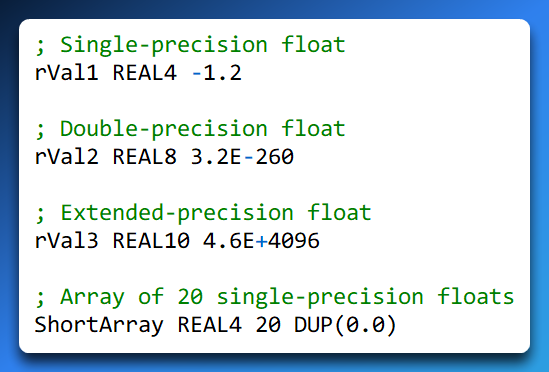 ; Single-precision float
rVal1 REAL4 -1.2
; Double-precision float
rVal2 REAL8 3.2E-260
; Extended-precision float
rVal3 REAL10 4.6E+4096
; Array of 20 single-precision floats
ShortArray REAL4 20 DUP(0.0)